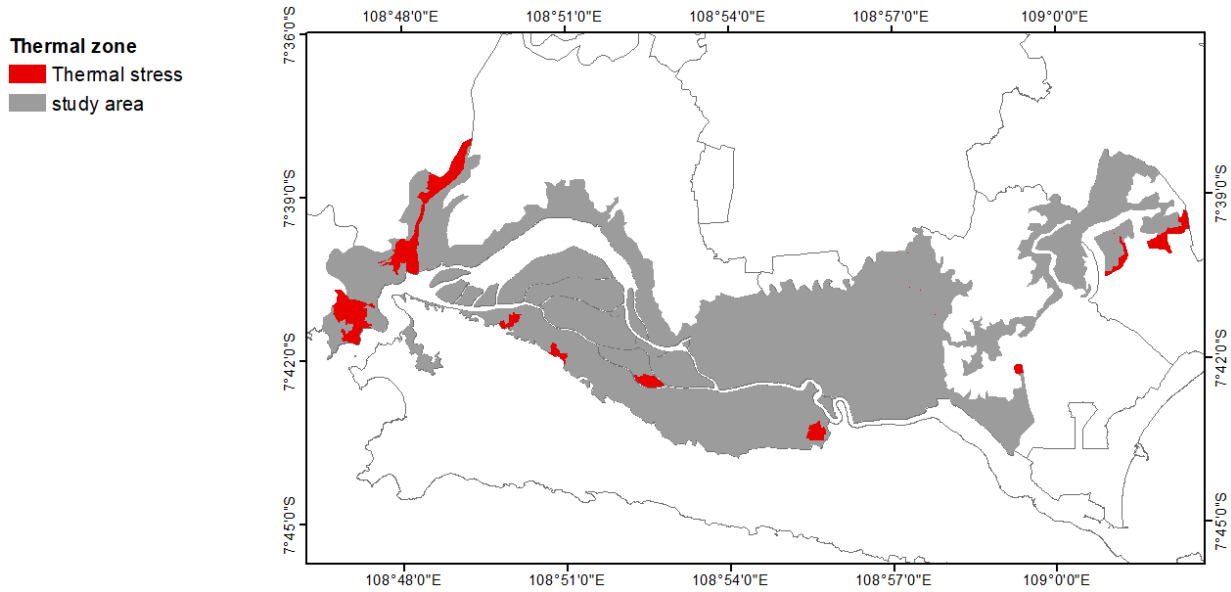 108°48'0"E 108°51'0"E 108°54'0"E 108°57'0"E 109°0'0"E
7°36'0"S
Thermal zone
Thermal stress
study area
7°39'0"S 7°39'0"S
7°42'0"S 7°42'0"S
7°45'0"S 7°45'0"S
108°48'0"E 108°51'0"E 108°54'0"E 108°57'0"E 109°0'0"E